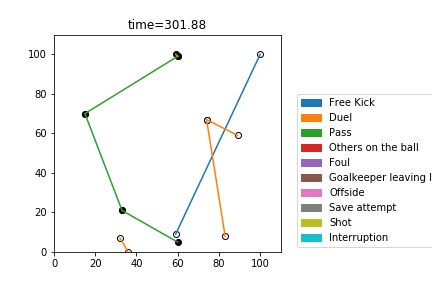 time=301.88
100
80
60
40
20
0
0
20
40
60
80
100
Free Kick
Duel
Pass
Others on the ball
Foul
Goalkeeper leaving l
Offside
Save attempt
Shot
Interruption